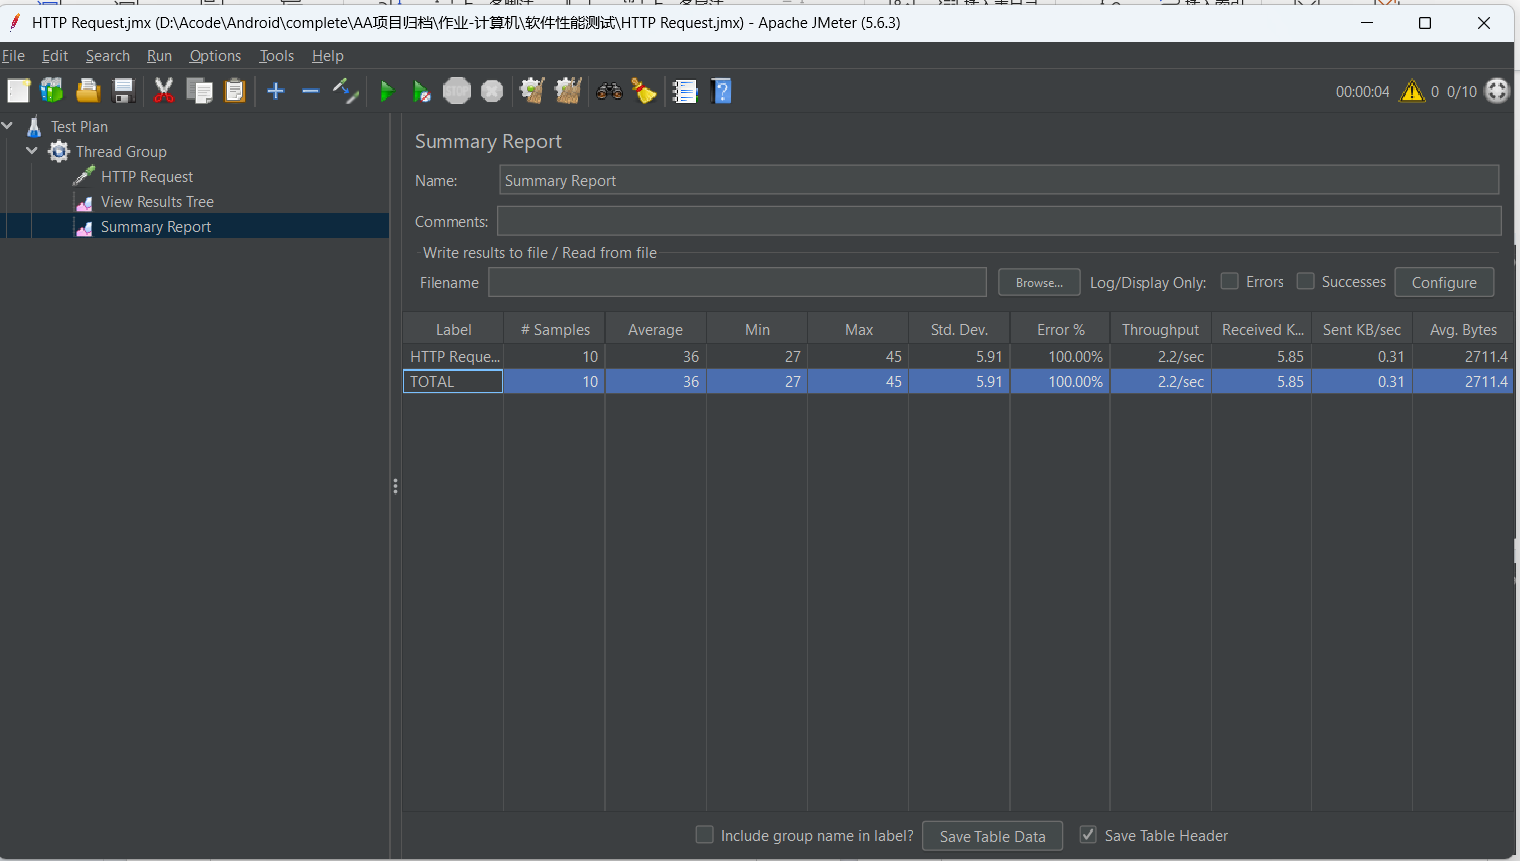 HTTP Request.jmx (D:\Acode\Android\complete\AA项目归档\作业-计算机\软件性能测试\HTTP Request.jmx) - Apache JMeter (5.6.3)
File Edit Search Run Options Tools Help
STOP
00:00:04 0 0/10
Test Plan
Thread Group
HTTP Request
View Results Tree
Summary Report
Summary Report
Name: Summary Report
Comments:
Write results to file / Read from file
Filename Browse... Log/Display Only: Errors Successes Configure
Label # Samples Average Min Max Std. Dev. Error % Throughput Received K... Sent KB/sec Avg. Bytes
HTTP Reque... 10 36 27 45 5.91 100.00% 2.2/sec 5.85 0.31 2711.4
TOTAL 10 36 27 45 5.91 100.00% 2.2/sec 5.85 0.31 2711.4
Include group name in label? Save Table Data Save Table Header